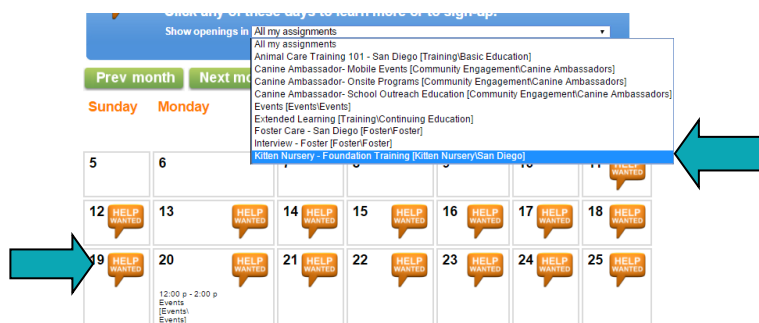 Click any of these days to learn more or to sign-up.
Show openings in All my assignments
All my assignments
Animal Care Training 101 - San Diego [Training\Basic Education]
Canine Ambassador- Mobile Events [Community Engagement\Canine Ambassadors]
Canine Ambassador- Onsite Programs [Community Engagement\Canine Ambassadors]
Canine Ambassador- School Outreach Education [Community Engagement\Canine Ambassadors]
Events [Events\Events]
Extended Learning [Training\Continuing Education]
Foster Care - San Diego [Foster\Foster]
Interview - Foster [Foster\Foster]
Kitten Nursery - Foundation Training [Kitten Nursery\San Diego]
Prev month Next mo
Sunday Monday
5 6 7 8 9 10 11 HELP WANTED
12 HELP WANTED 13 HELP WANTED 14 HELP WANTED 15 HELP WANTED 16 HELP WANTED 17 HELP WANTED 18 HELP WANTED
19 HELP WANTED 20 HELP WANTED 21 HELP WANTED 22 HELP WANTED 23 HELP WANTED 24 HELP WANTED 25 HELP WANTED
12:00 p - 2:00 p
Events
[Events\
Events]